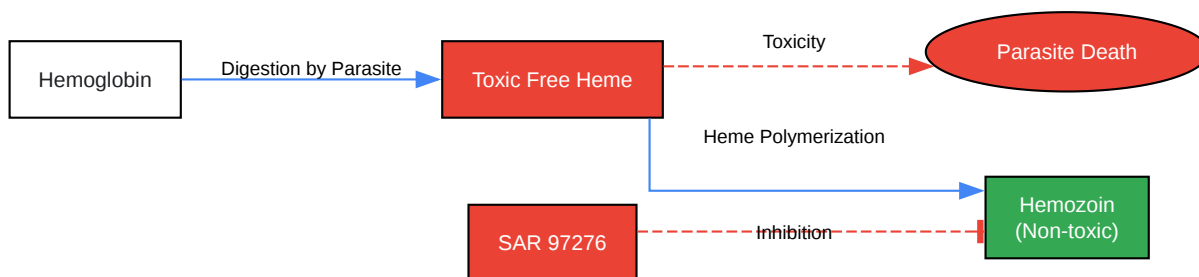 Hemoglobin
Digestion by Parasite
Toxic Free Heme
Toxicity
Parasite Death
Heme Polymerization
Hemozoin
(Non-toxic)
SAR 97276
Inhibition